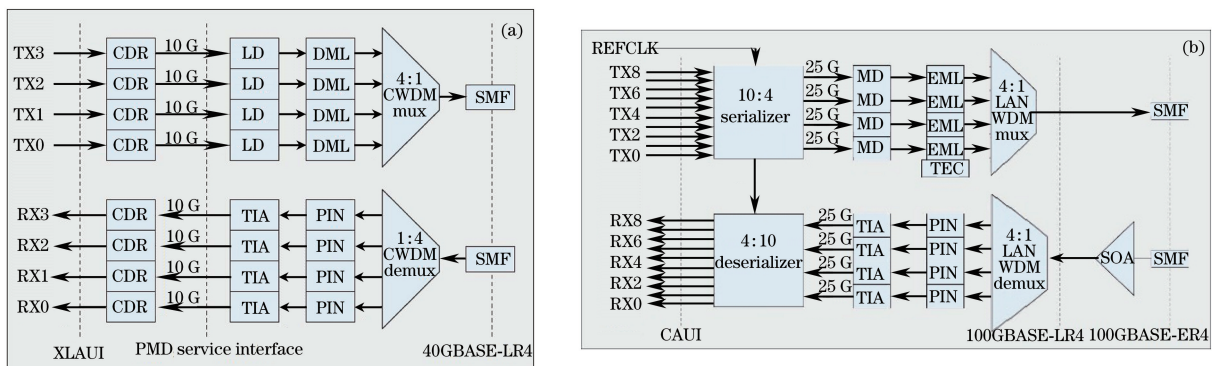 (a)
TX3 CDR 10 G LD DML
TX2 CDR 10 G LD DML
TX1 CDR 10 G LD DML
TX0 CDR 10 G LD DML
4:1
CWDM
mux
SMF
RX3 CDR 10 G TIA PIN
RX2 CDR 10 G TIA PIN
RX1 CDR 10 G TIA PIN
RX0 CDR 10 G TIA PIN
1:4
CWDM
demux
SMF
XLAUI PMD service interface 40GBASE-LR4
(b)
REFCLK
TX8
TX6
TX4
TX2
TX0
10:4
serializer
25 G MD EML
25 G MD EML
25 G MD EML
25 G MD EML
TEC
4:1
LAN
WDM
mux
SMF
RX8
RX6
RX4
RX2
RX0
4:10
deserializer
25 G TIA PIN
25 G TIA PIN
25 G TIA PIN
25 G TIA PIN
4:1
LAN
WDM
demux
SOA
SMF
CAUI 100GBASE-LR4 100GBASE-ER4